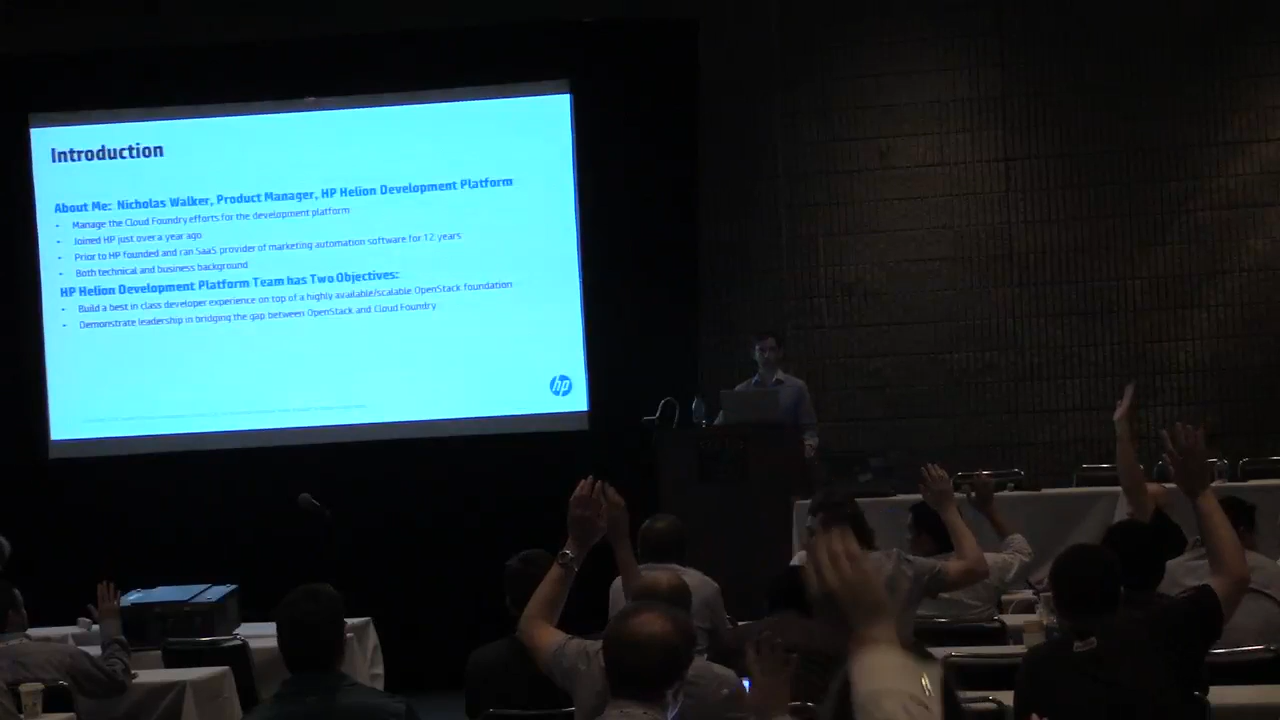 Introduction
About Me: Nicholas Walker, Product Manager, HP Helion Development Platform
- Manage the Cloud Foundry efforts for the development platform
- Joined HP just over a year ago
- Prior to HP founded and ran SaaS provider of marketing automation software for 12 years
- Both technical and business background
HP Helion Development Platform Team has Two Objectives:
- Build a best in class developer experience on top of a highly available/scalable OpenStack foundation
- Demonstrate leadership in bridging the gap between OpenStack and Cloud Foundry
hp